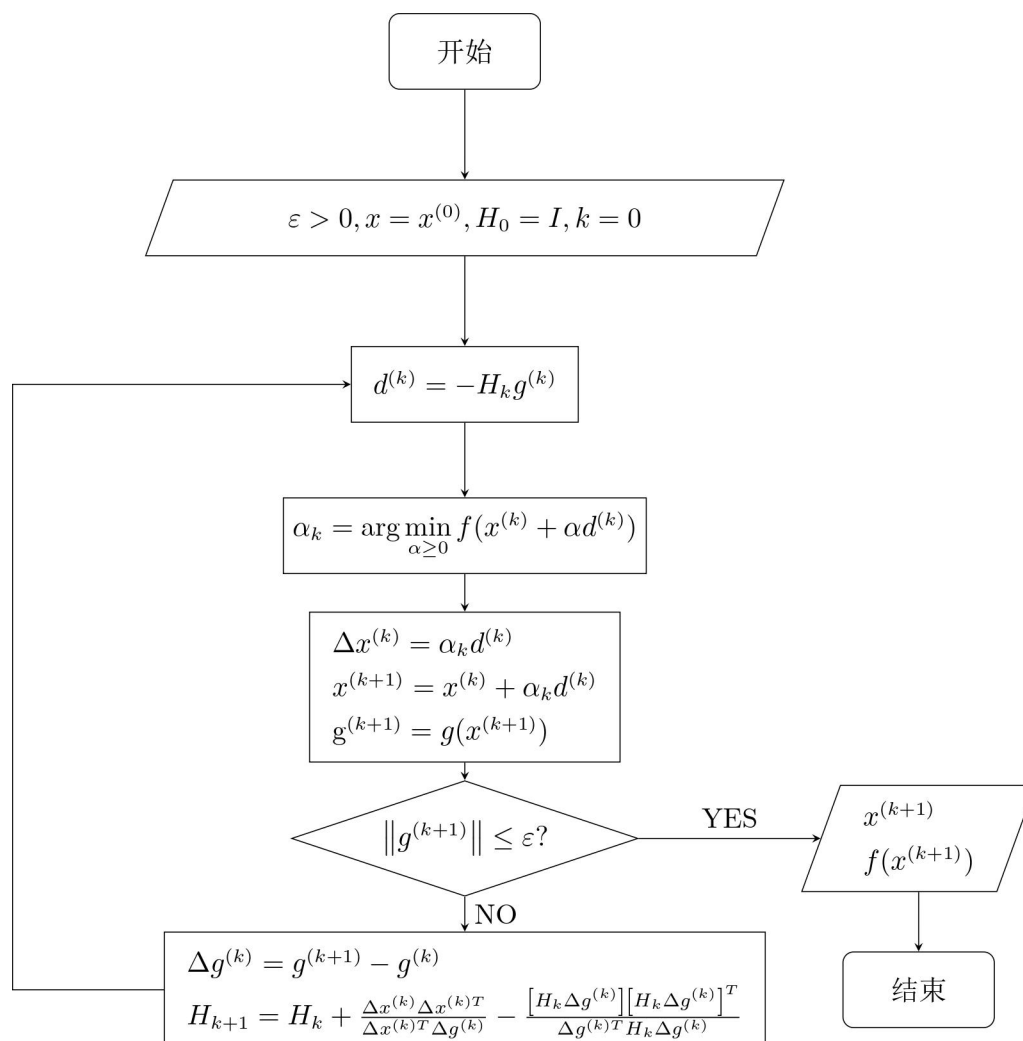 开始
ε > 0, x = x^{(0)}, H_0 = I, k = 0
d^{(k)} = −H_k g^{(k)}
α_k = arg min_{α≥0} f(x^{(k)} + αd^{(k)})
Δx^{(k)} = α_k d^{(k)}
x^{(k+1)} = x^{(k)} + α_k d^{(k)}
g^{(k+1)} = g(x^{(k+1)})
‖g^{(k+1)}‖ ≤ ε?
YES
x^{(k+1)}
f(x^{(k+1)})
NO
Δg^{(k)} = g^{(k+1)} − g^{(k)}
H_{k+1} = H_k + \frac{Δx^{(k)} Δx^{(k)T}}{Δx^{(k)T} Δg^{(k)}} − \frac{[H_k Δg^{(k)}][H_k Δg^{(k)}]^T}{Δg^{(k)T} H_k Δg^{(k)}}
结束